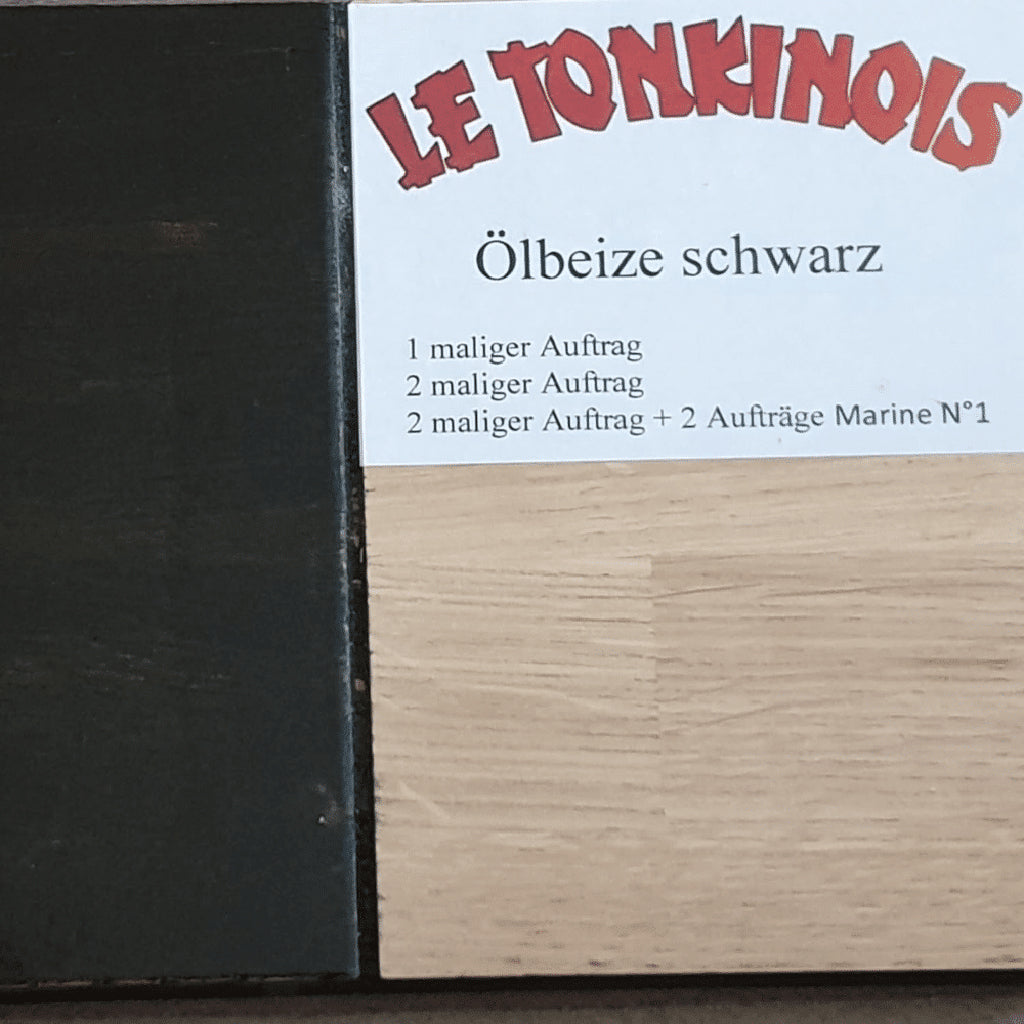 LE TONKINOIS
Ölbeize schwarz
1 maliger Auftrag
2 maliger Auftrag
2 maliger Auftrag + 2 Aufträge Marine N°1